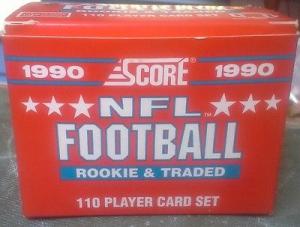 1990 SCORE 1990
NFL
FOOTBALL
ROOKIE & TRADED
110 PLAYER CARD SET